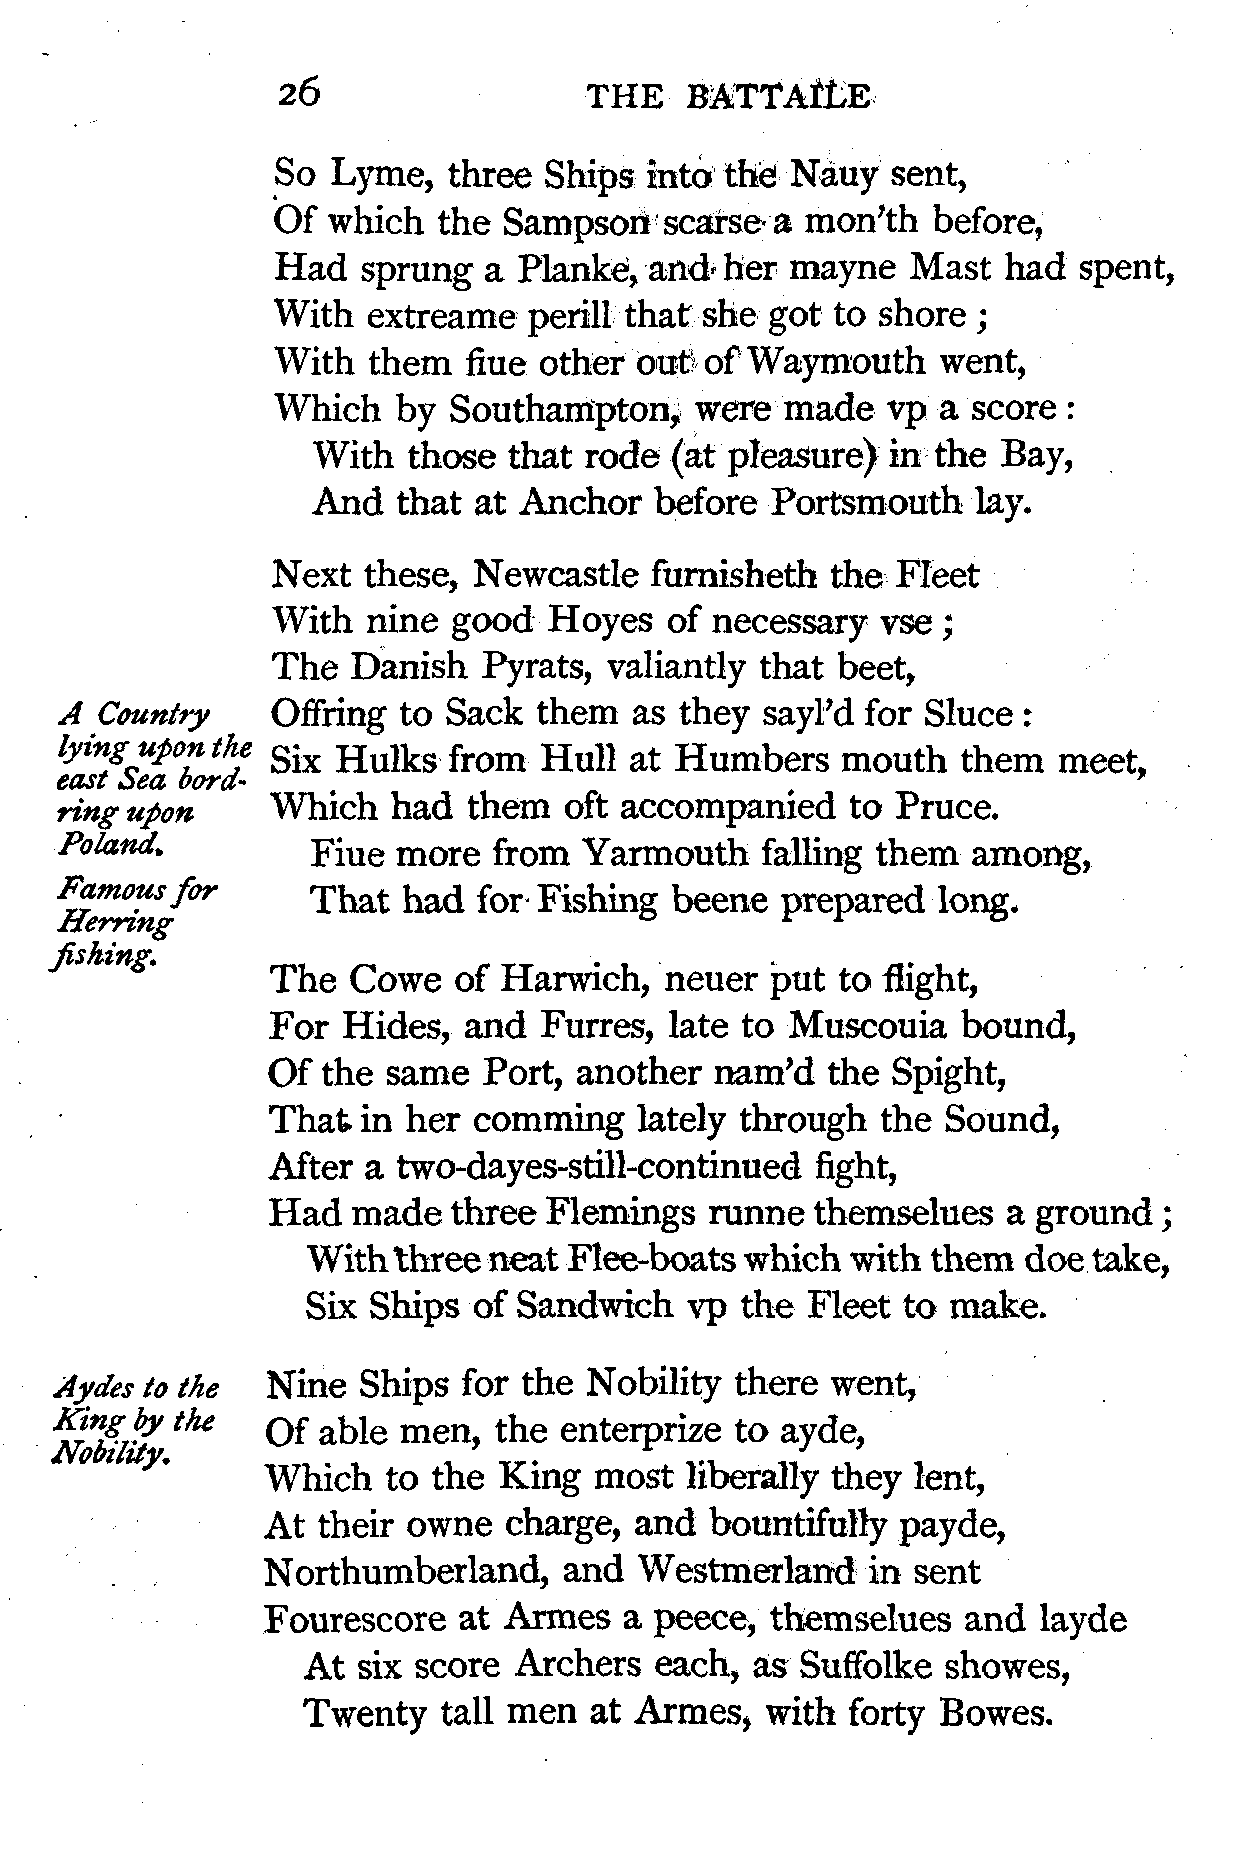 26 THE BATTAILE
So Lyme, three Ships into the Nauy sent,
Of which the Sampson scarse a mon'th before,
Had sprung a Planke, and her mayne Mast had spent,
With extreame perill that she got to shore ;
With them fiue other out of Waymouth went,
Which by Southampton, were made vp a score :
With those that rode (at pleasure) in the Bay,
And that at Anchor before Portsmouth lay.
Next these, Newcastle furnisheth the Fleet
With nine good Hoyes of necessary vse ;
The Danish Pyrats, valiantly that beet,
Offring to Sack them as they sayl'd for Sluce :
Six Hulks from Hull at Humbers mouth them meet,
Which had them oft accompanied to Pruce.
Fiue more from Yarmouth falling them among,
That had for Fishing beene prepared long.
A Country
lying upon the
east Sea bord-
ring upon
Poland.
Famous for
Herring
fishing.
The Cowe of Harwich, neuer put to flight,
For Hides, and Furres, late to Muscouia bound,
Of the same Port, another nam'd the Spight,
That in her comming lately through the Sound,
After a two-dayes-still-continued fight,
Had made three Flemings runne themselues a ground ;
With three neat Flee-boats which with them doe take,
Six Ships of Sandwich vp the Fleet to make.
Aydes to the
King by the
Nobility.
Nine Ships for the Nobility there went,
Of able men, the enterprize to ayde,
Which to the King most liberally they lent,
At their owne charge, and bountifully payde,
Northumberland, and Westmerland in sent
Fourescore at Armes a peece, themselues and layde
At six score Archers each, as Suffolke showes,
Twenty tall men at Armes, with forty Bowes.